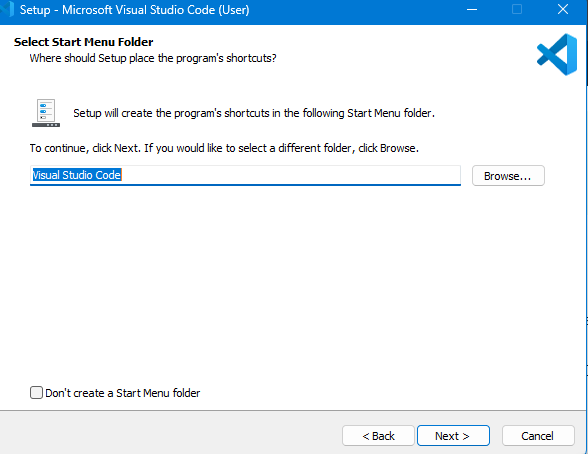 Setup - Microsoft Visual Studio Code (User)
Select Start Menu Folder
Where should Setup place the program's shortcuts?
Setup will create the program's shortcuts in the following Start Menu folder.
To continue, click Next. If you would like to select a different folder, click Browse.
Visual Studio Code
Browse...
Don't create a Start Menu folder
< Back
Next >
Cancel